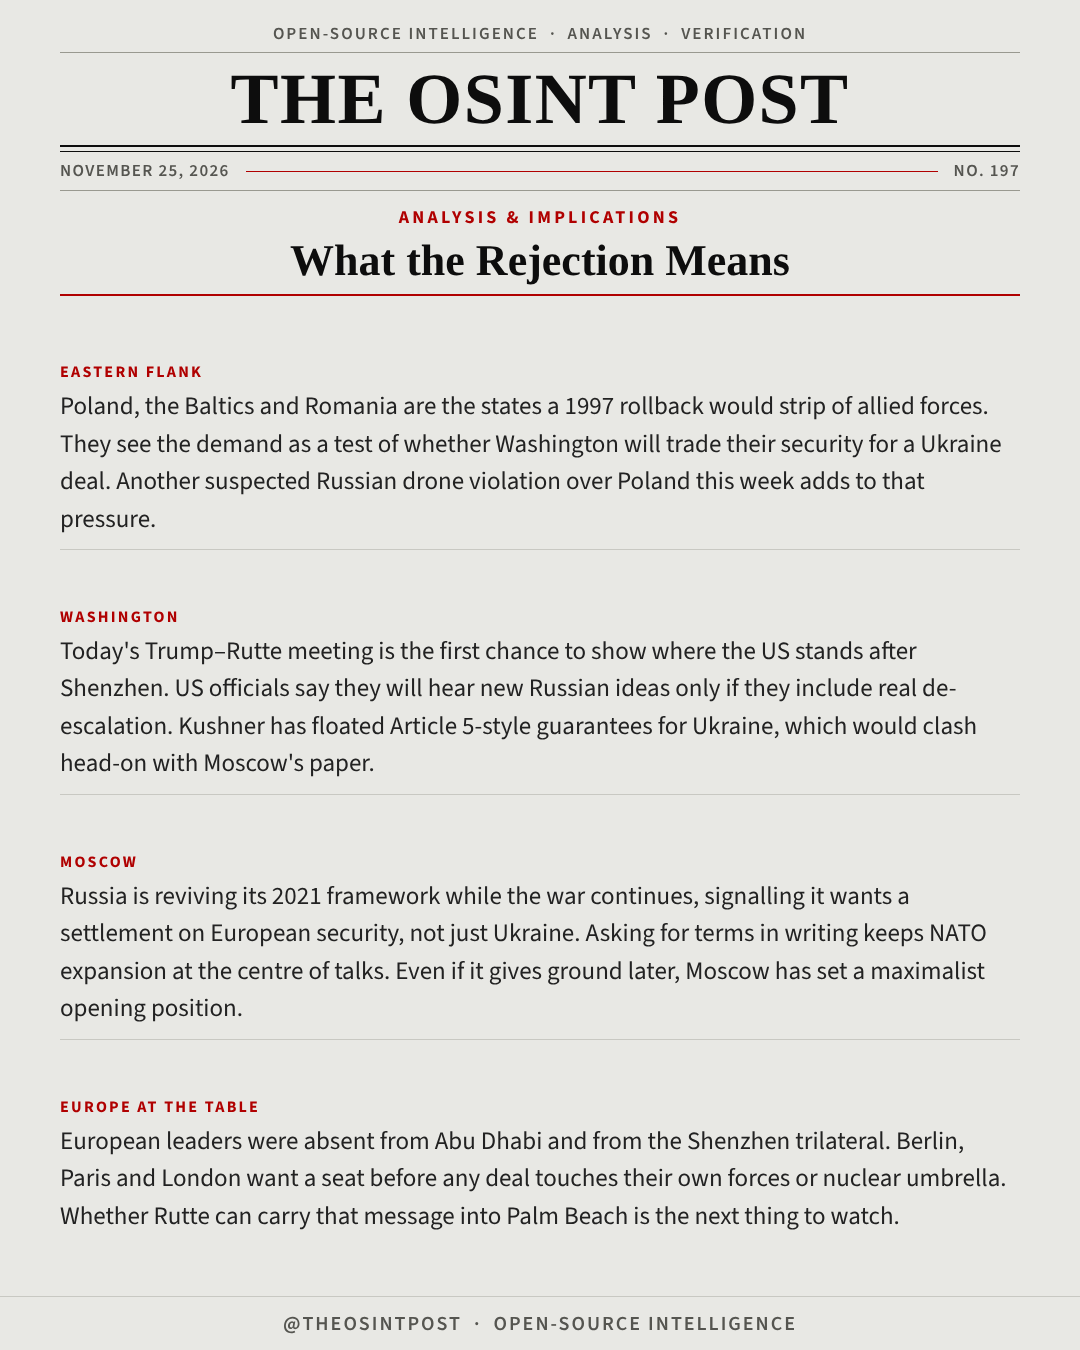 OPEN-SOURCE INTELLIGENCE · ANALYSIS · VERIFICATION
THE OSINT POST
NOVEMBER 25, 2026
NO. 197
ANALYSIS & IMPLICATIONS
What the Rejection Means
EASTERN FLANK
Poland, the Baltics and Romania are the states a 1997 rollback would strip of allied forces.
They see the demand as a test of whether Washington will trade their security for a Ukraine
deal. Another suspected Russian drone violation over Poland this week adds to that
pressure.
WASHINGTON
Today's Trump–Rutte meeting is the first chance to show where the US stands after
Shenzhen. US officials say they will hear new Russian ideas only if they include real de-
escalation. Kushner has floated Article 5-style guarantees for Ukraine, which would clash
head-on with Moscow's paper.
MOSCOW
Russia is reviving its 2021 framework while the war continues, signalling it wants a
settlement on European security, not just Ukraine. Asking for terms in writing keeps NATO
expansion at the centre of talks. Even if it gives ground later, Moscow has set a maximalist
opening position.
EUROPE AT THE TABLE
European leaders were absent from Abu Dhabi and from the Shenzhen trilateral. Berlin,
Paris and London want a seat before any deal touches their own forces or nuclear umbrella.
Whether Rutte can carry that message into Palm Beach is the next thing to watch.
@THEOSINTPOST · OPEN-SOURCE INTELLIGENCE